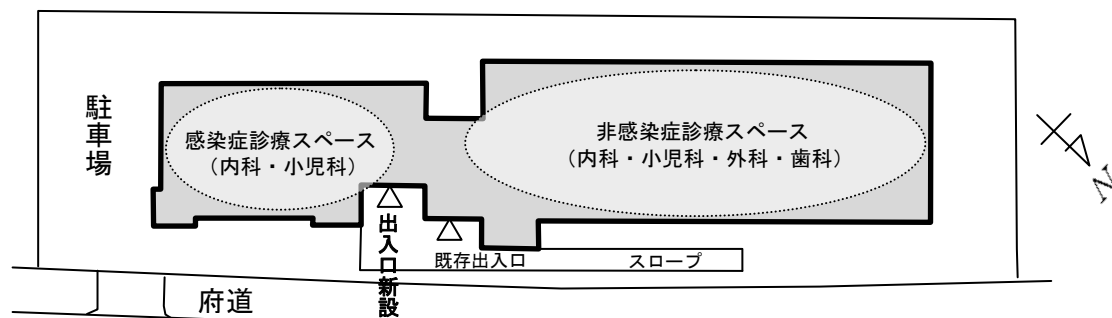 駐車場
感染症診療スペース
(内科・小児科)
非感染症診療スペース
(内科・小児科・外科・歯科)
出入口新設
既存出入口
スロープ
府道
N